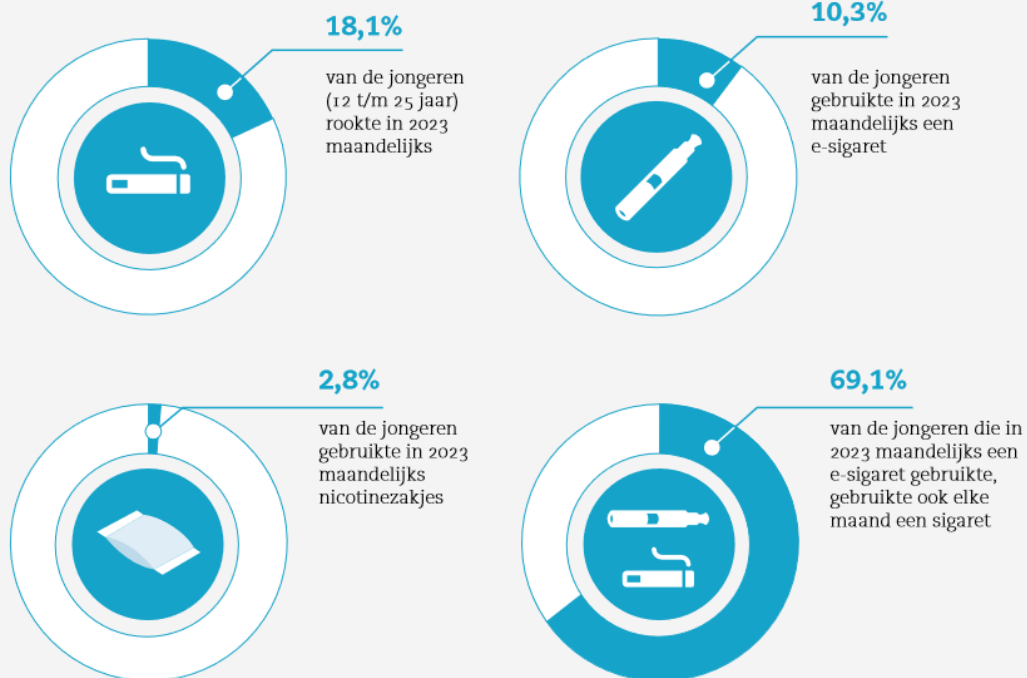 18,1%
van de jongeren
(12 t/m 25 jaar)
rookte in 2023
maandelijks
10,3%
van de jongeren
gebruikte in 2023
maandelijks een
e-sigaret
2,8%
van de jongeren
gebruikte in 2023
maandelijks
nicotinezakjes
69,1%
van de jongeren die in
2023 maandelijks een
e-sigaret gebruikte,
gebruikte ook elke
maand een sigaret